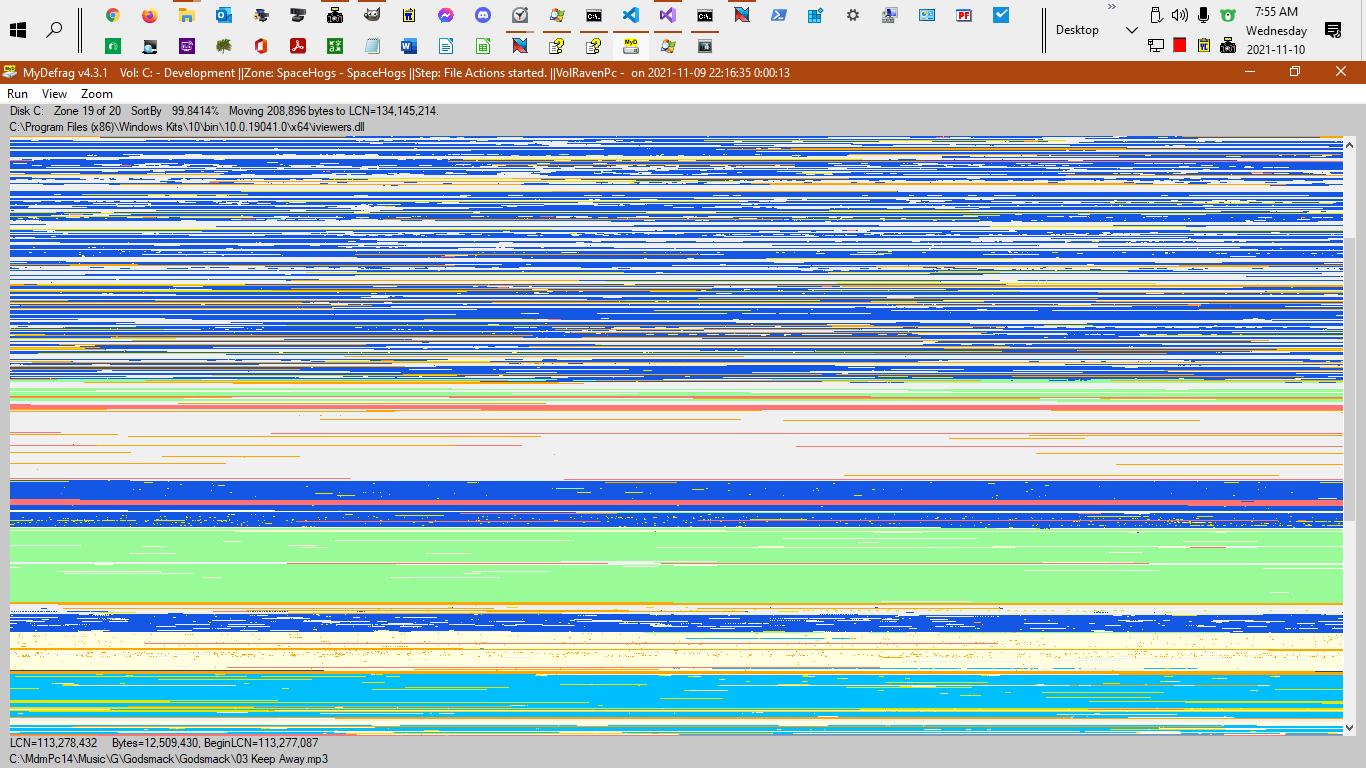 7:55 AM
Wednesday
2021-11-10
Desktop
MyDefrag v4.3.1 Vol: C: - Development ||Zone: SpaceHogs - SpaceHogs ||Step: File Actions started. ||VolRavenPc - on 2021-11-09 22:16:35 0:00:13
Run View Zoom
Disk C: Zone 19 of 20 SortBy 99.8414% Moving 208,896 bytes to LCN=134,145,214.
C:\Program Files (x86)\Windows Kits\10\bin\10.0.19041.0\x64\iviewers.dll
LCN=113,278,432 Bytes=12,509,430, BeginLCN=113,277,087
C:\MdmPc14\Music\G\Godsmack\Godsmack\03 Keep Away.mp3